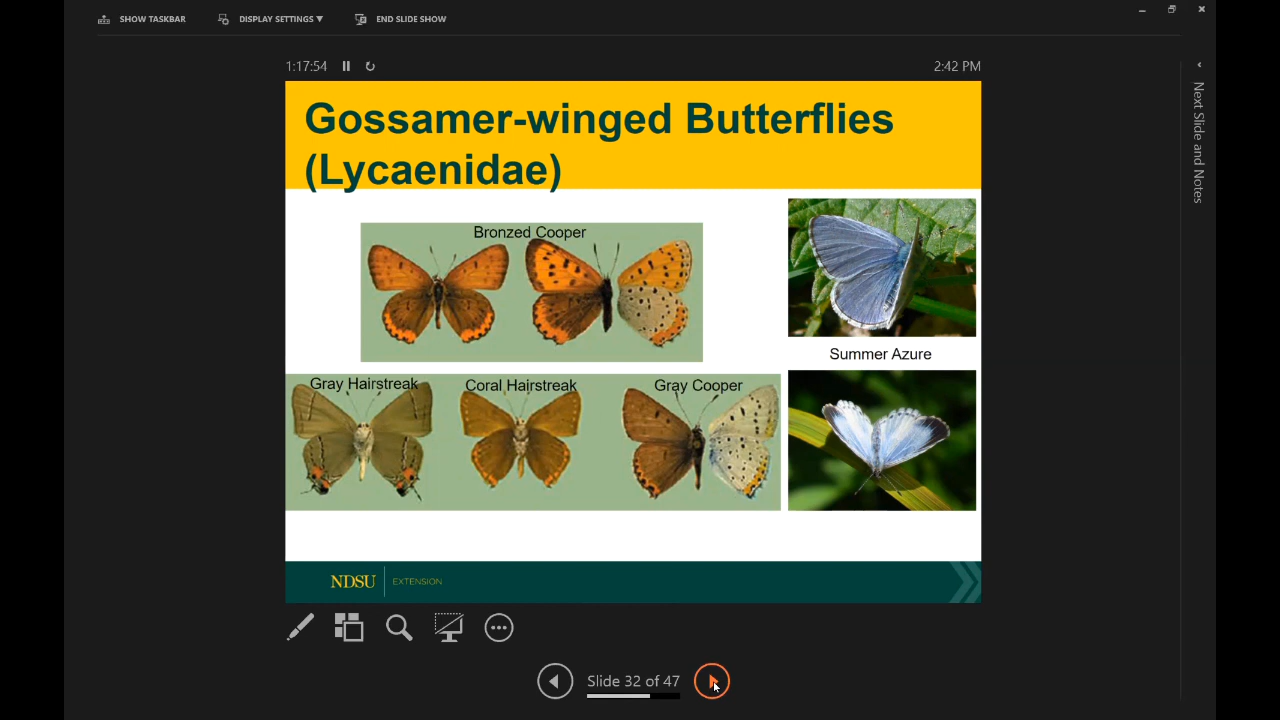 SHOW TASKBAR DISPLAY SETTINGS ▼ END SLIDE SHOW
1:17:54 2:42 PM
Gossamer-winged Butterflies
(Lycaenidae)
Bronzed Cooper
Summer Azure
Gray Hairstreak Coral Hairstreak Gray Cooper
NDSU EXTENSION
Slide 32 of 47
Next Slide and Notes